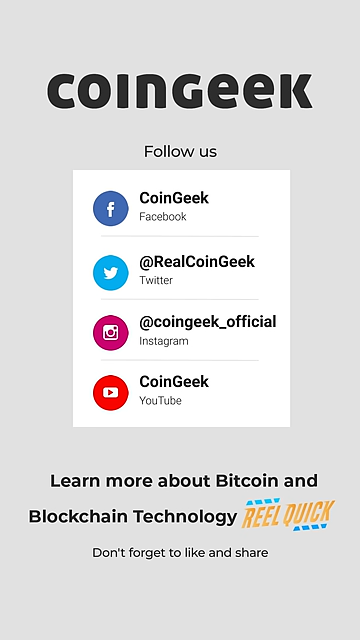 COINGEEK
Follow us
CoinGeek
Facebook
@RealCoinGeek
Twitter
@coingeek_official
Instagram
CoinGeek
YouTube
Learn more about Bitcoin and
Blockchain Technology REEL QUICK
Don't forget to like and share